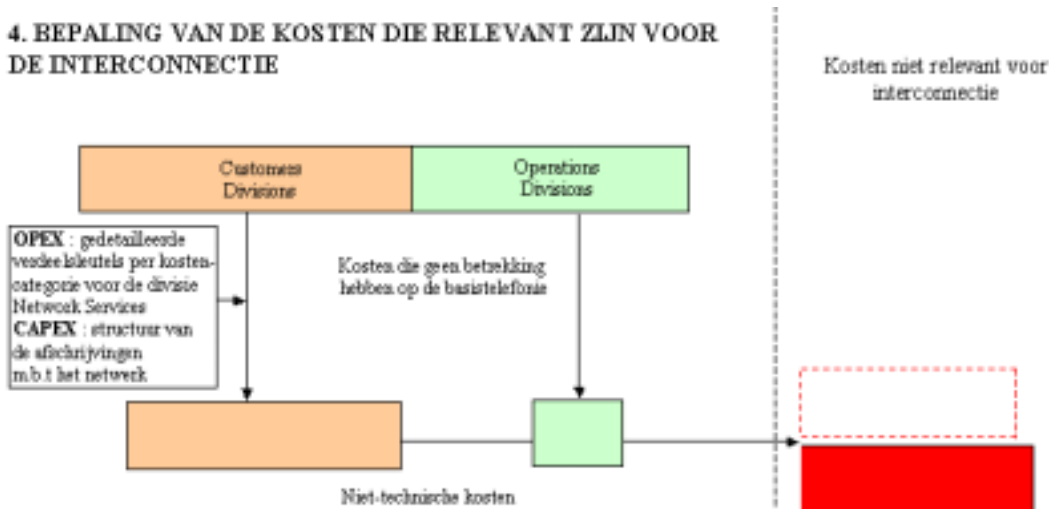 4. BEPALING VAN DE KOSTEN DIE RELEVANT ZIJN VOOR
DE INTERCONNECTIE
Kosten niet relevant voor
interconnectie
Customers
Divisions
Operations
Divisions
OPEX : gedetailleerde
verdeelsleutels per kosten-
categorie voor de divisie
Network Services
CAPEX : structuur van
de afschrijvingen
m.b.t het netwerk
Kosten die geen betrekking
hebben op de basistelefonie
Niet-technische kosten